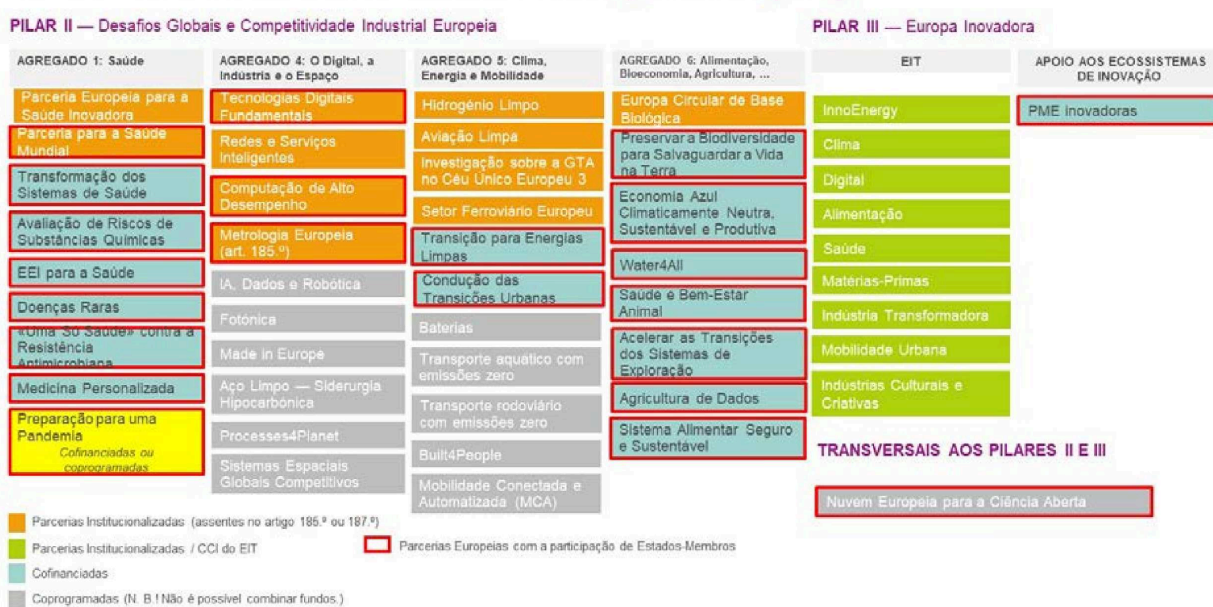 PILAR II — Desafios Globais e Competitividade Industrial Europeia
AGREGADO 1: Saúde
Parceria Europeia para a
Saúde Inovadora
Parceria para a Saúde
Mundial
Transformação dos
Sistemas de Saúde
Avaliação de Riscos de
Substâncias Químicas
EEI para a Saúde
Doenças Raras
«Uma Só Saúde» contra a
Resistência
Antimicrobiana
Medicina Personalizada
Preparação para uma
Pandemia
Cofinanciadas ou
coprogramadas
AGREGADO 4: O Digital, a
Indústria e o Espaço
Tecnologias Digitais
Fundamentais
Redes e Serviços
Inteligentes
Computação de Alto
Desempenho
Metrologia Europeia
(art. 185.º)
IA, Dados e Robótica
Fotónica
Made in Europe
Aço Limpo — Siderurgia
Hipocarbónica
Processes4Planet
Sistemas Espaciais
Globais Competitivos
AGREGADO 5: Clima,
Energia e Mobilidade
Hidrogénio Limpo
Aviação Limpa
Investigação sobre a GTA
no Céu Único Europeu 3
Setor Ferroviário Europeu
Transição para Energias
Limpas
Condução das
Transições Urbanas
Baterias
Transporte aquático com
emissões zero
Transporte rodoviário
com emissões zero
Built4People
Mobilidade Conectada e
Automatizada (MCA)
AGREGADO 6: Alimentação,
Bioeconomia, Agricultura, ...
Europa Circular de Base
Biológica
Preservar a Biodiversidade
para Salvaguardar a Vida
na Terra
Economia Azul
Climaticamente Neutra,
Sustentável e Produtiva
Water4All
Saúde e Bem-Estar
Animal
Acelerar as Transições
dos Sistemas de
Exploração
Agricultura de Dados
Sistema Alimentar Seguro
e Sustentável
PILAR III — Europa Inovadora
EIT
InnoEnergy
Clima
Digital
Alimentação
Saúde
Matérias-Primas
Indústria Transformadora
Mobilidade Urbana
Indústrias Culturais e
Criativas
APOIO AOS ECOSSISTEMAS
DE INOVAÇÃO
PME inovadoras
TRANSVERSAIS AOS PILARES II E III
Nuvem Europeia para a Ciência Aberta
Parcerias Institucionalizadas (assentes no artigo 185.º ou 187.º)
Parcerias Institucionalizadas / CCI do EIT
Parcerias Europeias com a participação de Estados-Membros
Cofinanciadas
Coprogramadas (N. B.! Não é possível combinar fundos.)